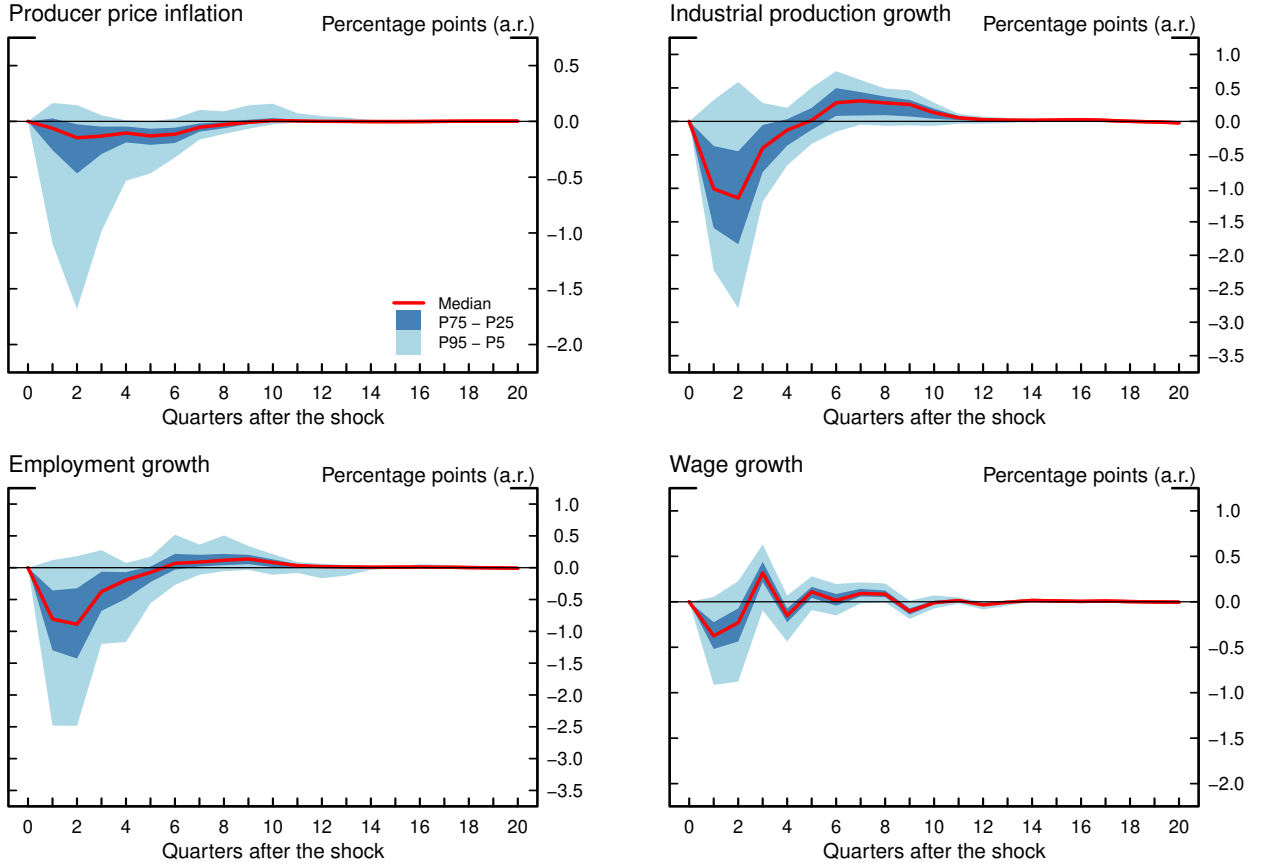 Producer price inflation
Percentage points (a.r.)
0.5
0.0
−0.5
−1.0
−1.5
−2.0
Median
P75 − P25
P95 − P5
0 2 4 6 8 10 12 14 16 18 20
Quarters after the shock
Industrial production growth
Percentage points (a.r.)
1.0
0.5
0.0
−0.5
−1.0
−1.5
−2.0
−2.5
−3.0
−3.5
0 2 4 6 8 10 12 14 16 18 20
Quarters after the shock
Employment growth
Percentage points (a.r.)
1.0
0.5
0.0
−0.5
−1.0
−1.5
−2.0
−2.5
−3.0
−3.5
0 2 4 6 8 10 12 14 16 18 20
Quarters after the shock
Wage growth
Percentage points (a.r.)
1.0
0.5
0.0
−0.5
−1.0
−1.5
−2.0
0 2 4 6 8 10 12 14 16 18 20
Quarters after the shock